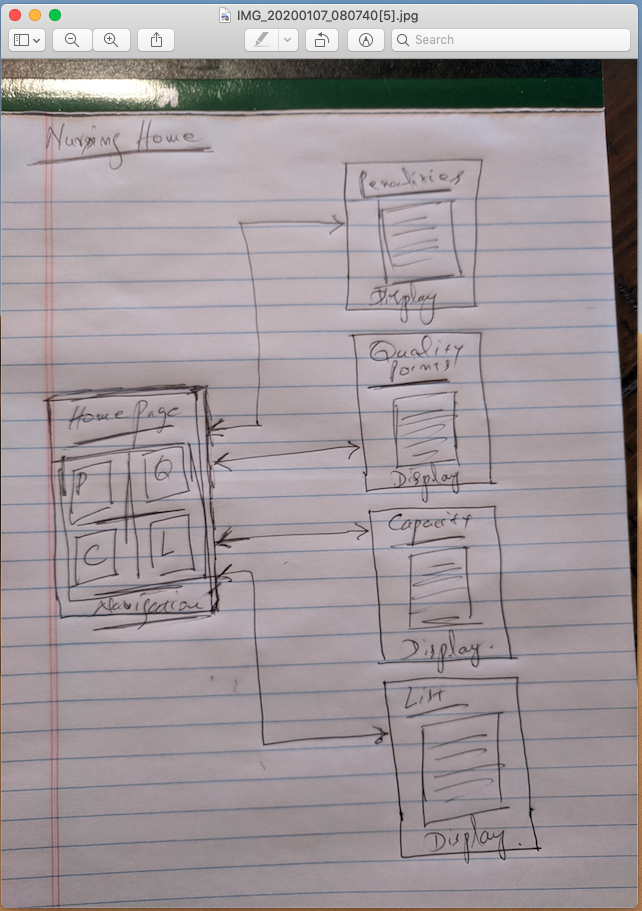 IMG_20200107_080740[5].jpg
Search
Nursing Home
Penalities
Display
Quality
Points
Display
Home Page
P
Q
C
L
Navigation
Capacity
Display.
List
Display.